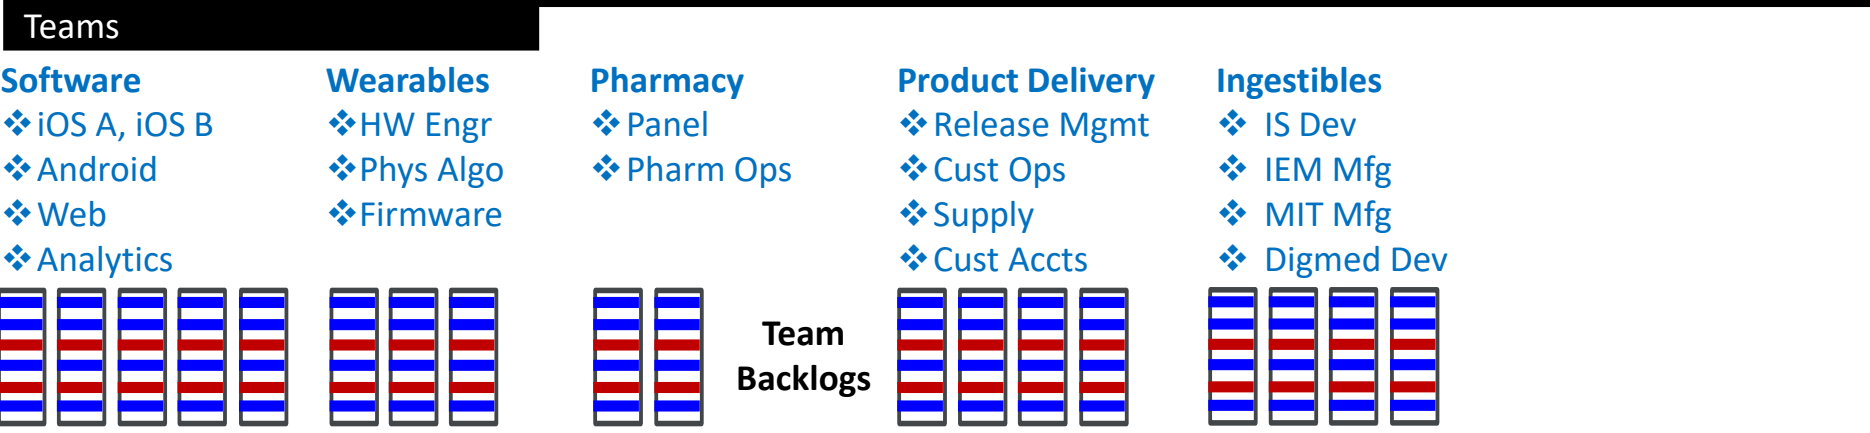 Teams
Software
❖iOS A, iOS B
❖Android
❖Web
❖Analytics
Wearables
❖HW Engr
❖Phys Algo
❖Firmware
Pharmacy
❖Panel
❖Pharm Ops
Team
Backlogs
Product Delivery
❖Release Mgmt
❖Cust Ops
❖Supply
❖Cust Accts
Ingestibles
❖ IS Dev
❖ IEM Mfg
❖ MIT Mfg
❖ Digmed Dev